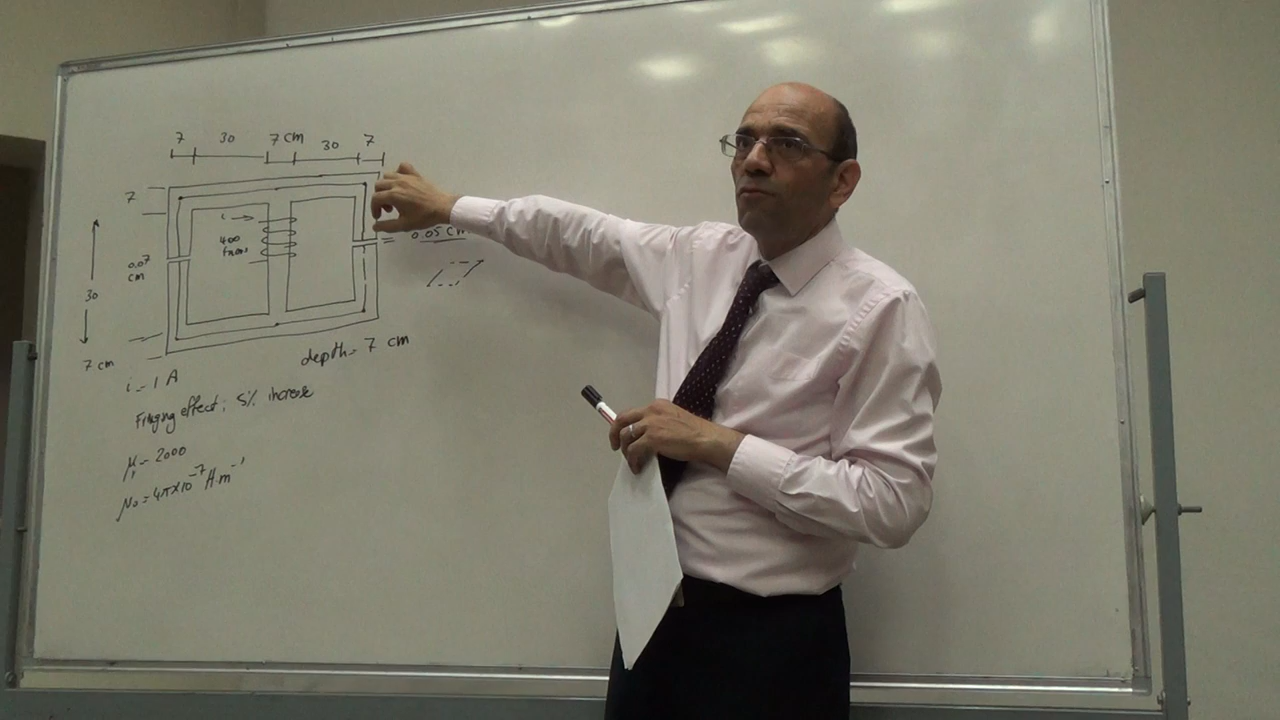 7 30 7 cm 30 7
7
i →
400
turns
0.07
cm
= 0.05 cm
30
7 cm
depth = 7 cm
i = 1 A
Fringing effect: 5% increase
μr = 2000
μ₀ = 4π×10⁻⁷ H.m⁻¹